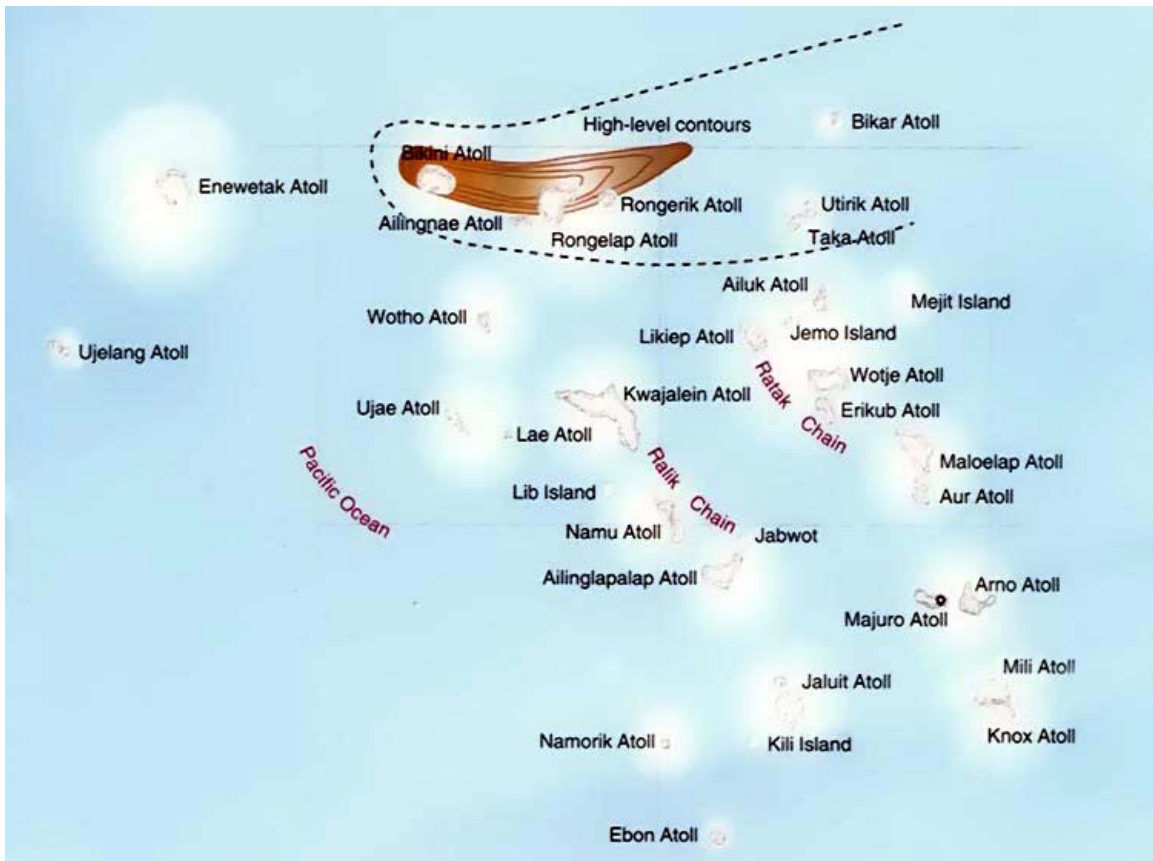 High-level contours
Bikar Atoll
Bikini Atoll
Enewetak Atoll
Ailingnae Atoll
Rongerik Atoll
Utirik Atoll
Rongelap Atoll
Taka Atoll
Ailuk Atoll
Mejit Island
Wotho Atoll
Likiep Atoll
Jemo Island
Ujelang Atoll
Ratak Chain
Wotje Atoll
Kwajalein Atoll
Ujae Atoll
Erikub Atoll
Lae Atoll
Pacific Ocean
Ralik Chain
Maloelap Atoll
Lib Island
Aur Atoll
Namu Atoll
Jabwot
Ailinglapalap Atoll
Arno Atoll
Majuro Atoll
Mili Atoll
Jaluit Atoll
Namorik Atoll
Kili Island
Knox Atoll
Ebon Atoll